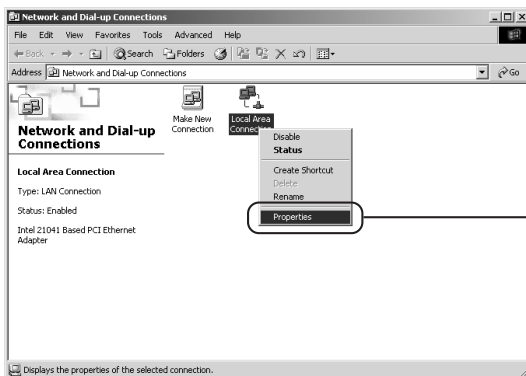 Network and Dial-up Connections
File Edit View Favorites Tools Advanced Help
Back Search Folders
Address Network and Dial-up Connections Go
Network and Dial-up
Connections
Local Area Connection
Type: LAN Connection
Status: Enabled
Intel 21041 Based PCI Ethernet
Adapter
Make New
Connection
Local Area
Connection
Disable
Status
Create Shortcut
Delete
Rename
Properties
Displays the properties of the selected connection.